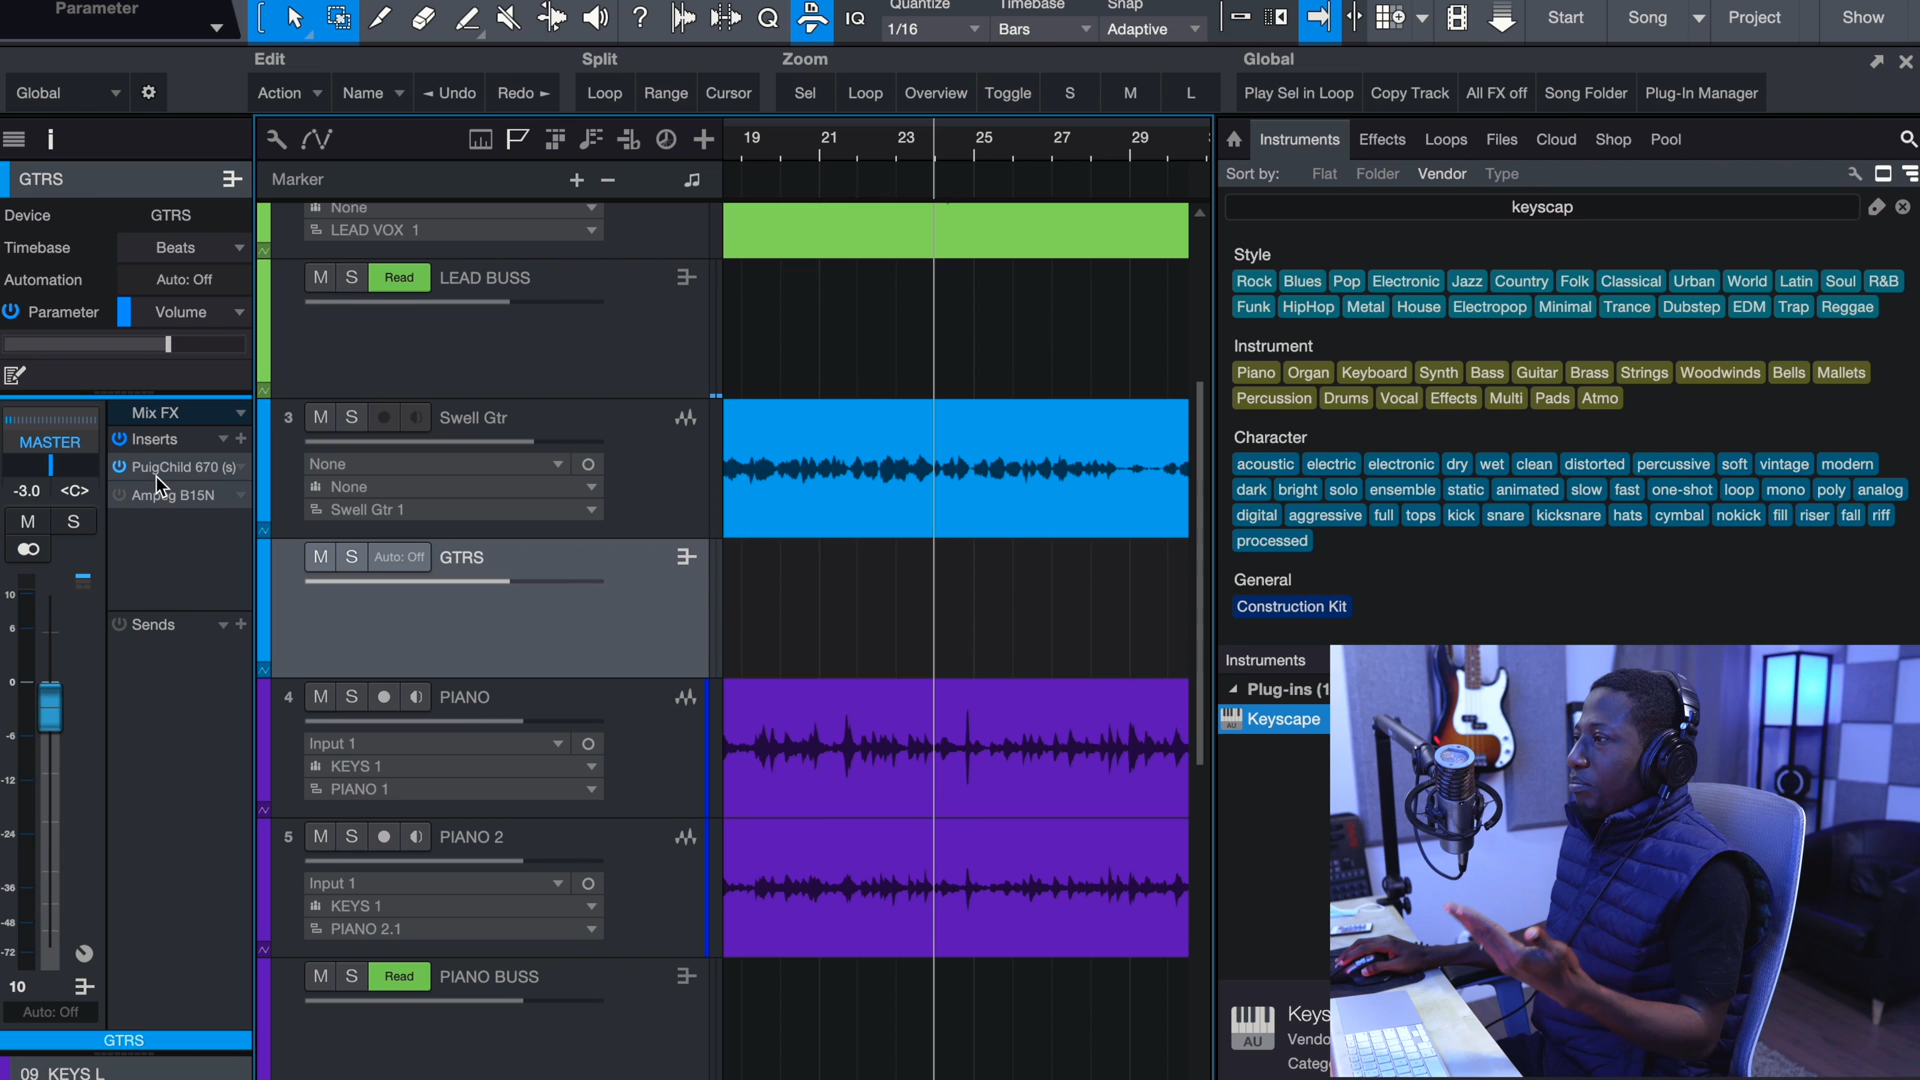 Parameter
IQ
Quantize
1/16
Timebase
Bars
Snap
Adaptive
Start
Song
Project
Show
Edit
Split
Zoom
Global
Global
Action
Name
Undo
Redo
Loop
Range
Cursor
Sel
Loop
Overview
Toggle
S
M
L
Play Sel in Loop
Copy Track
All FX off
Song Folder
Plug-In Manager
GTRS
Device GTRS
Timebase Beats
Automation Auto: Off
Parameter Volume
Mix FX
MASTER
Inserts
PuigChild 670 (s)
Ampeg B15N
-3.0 <C>
M S
Sends
10
6
0
-6
-12
-24
-36
-48
-72
10
Auto: Off
GTRS
09 KEYS L
19 21 23 25 27 29
Marker
None
LEAD VOX 1
M S Read LEAD BUSS
3 M S Swell Gtr
None
None
Swell Gtr 1
M S Auto: Off GTRS
4 M S PIANO
Input 1
KEYS 1
PIANO 1
5 M S PIANO 2
Input 1
KEYS 1
PIANO 2.1
M S Read PIANO BUSS
Instruments Effects Loops Files Cloud Shop Pool
Sort by: Flat Folder Vendor Type
keyscap
Style
Rock Blues Pop Electronic Jazz Country Folk Classical Urban World Latin Soul R&B
Funk HipHop Metal House Electropop Minimal Trance Dubstep EDM Trap Reggae
Instrument
Piano Organ Keyboard Synth Bass Guitar Brass Strings Woodwinds Bells Mallets
Percussion Drums Vocal Effects Multi Pads Atmo
Character
acoustic electric electronic dry wet clean distorted percussive soft vintage modern
dark bright solo ensemble static animated slow fast one-shot loop mono poly analog
digital aggressive full tops kick snare kicksnare hats cymbal nokick fill riser fall riff
processed
General
Construction Kit
Instruments
Plug-ins (1
AU Keyscape
AU
Keys
Vendo
Categ